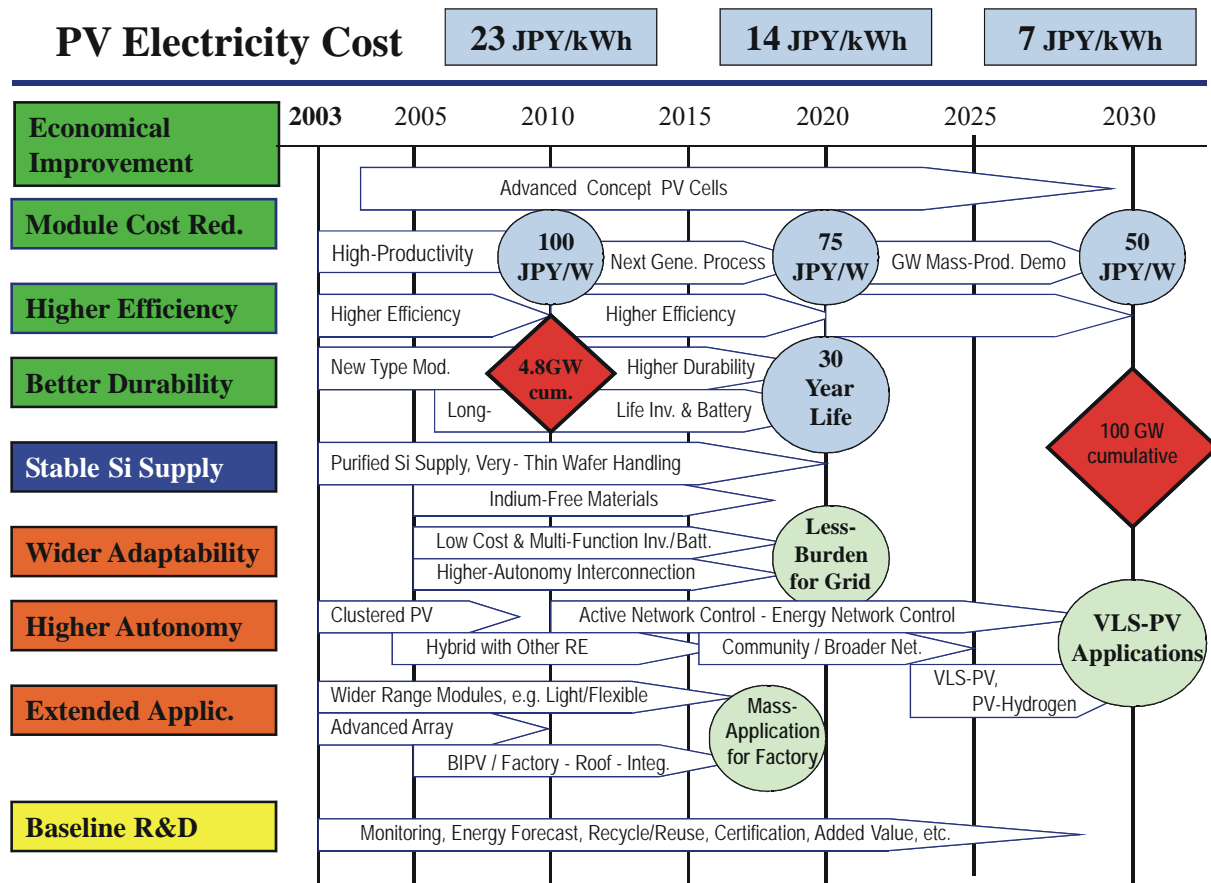 PV Electricity Cost
23 JPY/kWh
14 JPY/kWh
7 JPY/kWh
2003
2005
2010
2015
2020
2025
2030
Economical
Improvement
Advanced Concept PV Cells
Module Cost Red.
High-Productivity
100
JPY/W
Next Gene. Process
75
JPY/W
GW Mass-Prod. Demo
50
JPY/W
Higher Efficiency
Higher Efficiency
Higher Efficiency
Better Durability
New Type Mod.
4.8GW
cum.
Higher Durability
Long-
Life Inv. & Battery
30
Year
Life
100 GW
cumulative
Stable Si Supply
Purified Si Supply, Very - Thin Wafer Handling
Indium-Free Materials
Wider Adaptability
Low Cost & Multi-Function Inv./Batt.
Higher-Autonomy Interconnection
Less-
Burden
for Grid
Higher Autonomy
Clustered PV
Active Network Control - Energy Network Control
Hybrid with Other RE
Community / Broader Net.
VLS-PV
Applications
VLS-PV,
PV-Hydrogen
Extended Applic.
Wider Range Modules, e.g. Light/Flexible
Advanced Array
BIPV / Factory - Roof - Integ.
Mass-
Application
for Factory
Baseline R&D
Monitoring, Energy Forecast, Recycle/Reuse, Certification, Added Value, etc.